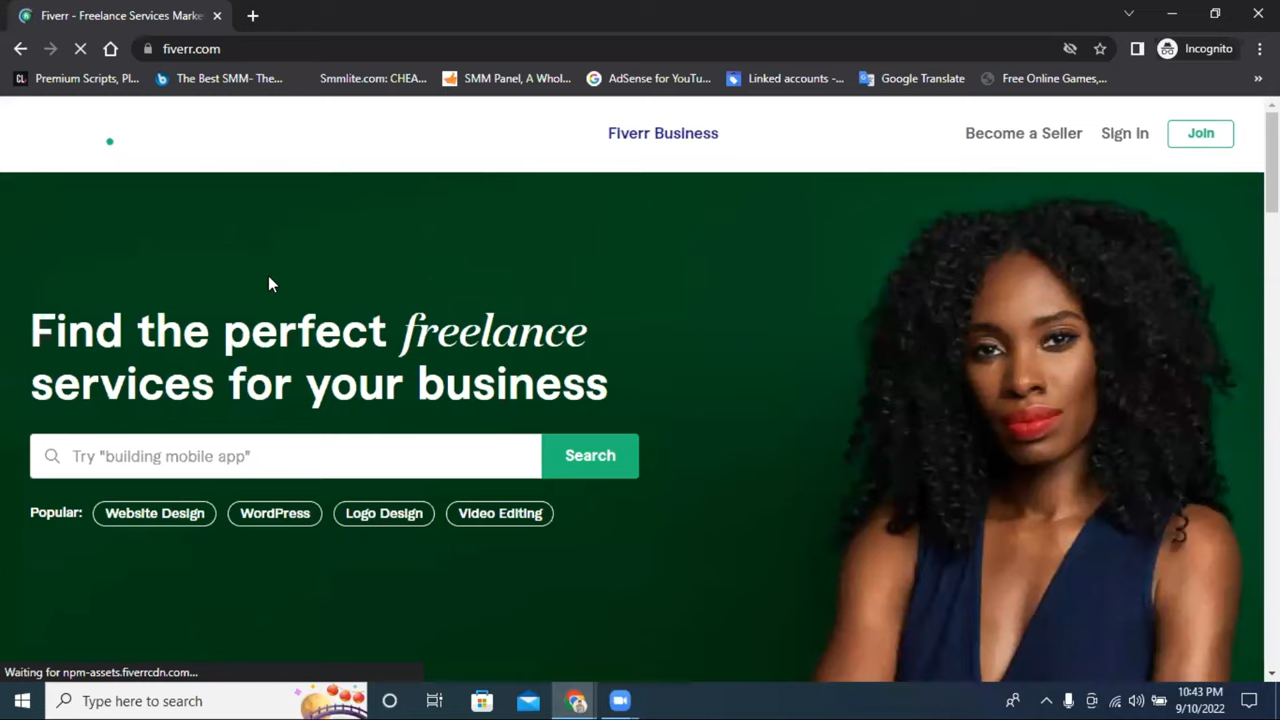 Fiverr - Freelance Services Marke
fiverr.com
Incognito
Premium Scripts, Pl...
The Best SMM- The...
Smmlite.com: CHEA...
SMM Panel, A Whol...
AdSense for YouTu...
Linked accounts -...
Google Translate
Free Online Games,...
»
Fiverr Business
Become a Seller
Sign In
Join
Find the perfect freelance
services for your business
Try "building mobile app"
Search
Popular:
Website Design
WordPress
Logo Design
Video Editing
Waiting for npm-assets.fiverrcdn.com...
Type here to search
10:43 PM
9/10/2022